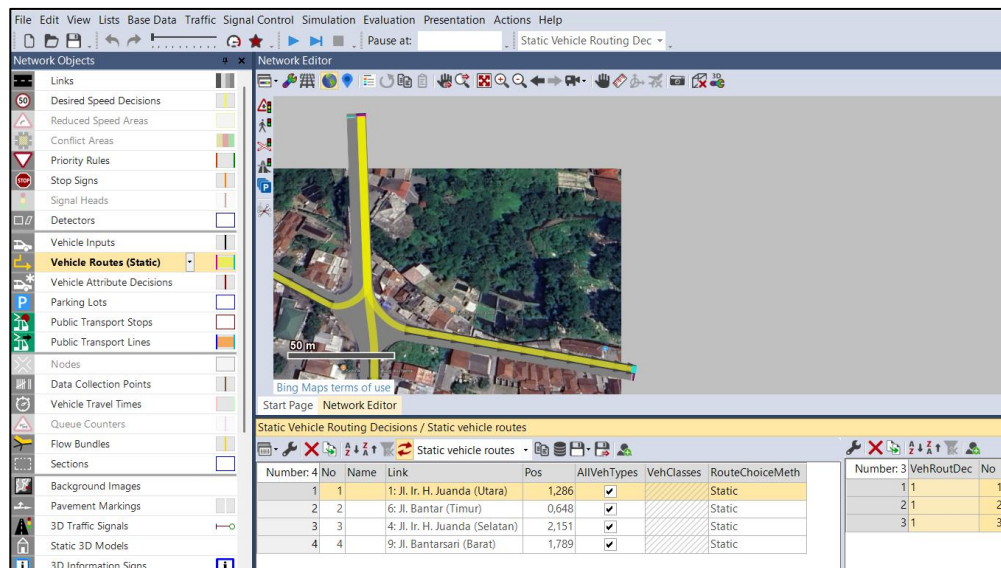 File Edit View Lists Base Data Traffic Signal Control Simulation Evaluation Presentation Actions Help
Pause at: Static Vehicle Routing Dec
Network Objects
Links
50 Desired Speed Decisions
Reduced Speed Areas
Conflict Areas
Priority Rules
STOP Stop Signs
Signal Heads
Detectors
Vehicle Inputs
Vehicle Routes (Static)
Vehicle Attribute Decisions
P Parking Lots
Public Transport Stops
Public Transport Lines
Nodes
Data Collection Points
Vehicle Travel Times
Queue Counters
Flow Bundles
Sections
Background Images
Pavement Markings
3D Traffic Signals
Static 3D Models
3D Information Signs
Network Editor
50 m
Bing Maps terms of use
Start Page Network Editor
Static Vehicle Routing Decisions / Static vehicle routes
Static vehicle routes
Number: 4 No Name Link Pos AllVehTypes VehClasses RouteChoiceMeth
1 1 1: Jl. Ir. H. Juanda (Utara) 1,286 Static
2 2 6: Jl. Bantar (Timur) 0,648 Static
3 3 4: Jl. Ir. H. Juanda (Selatan) 2,151 Static
4 4 9: Jl. Bantarsari (Barat) 1,789 Static
Number: 3 VehRoutDec No
1 1 1
2 1 2
3 1 3